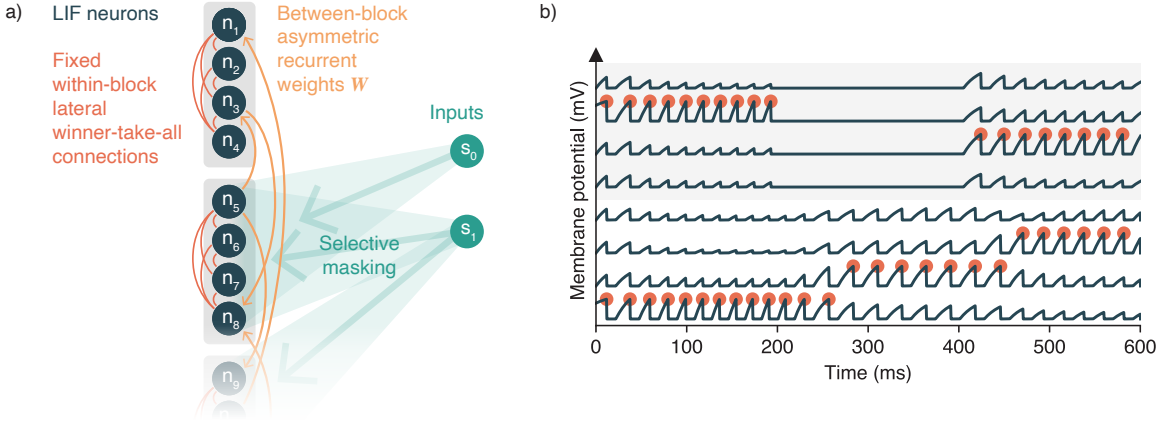 a)
LIF neurons
Fixed
within-block
lateral
winner-take-all
connections
n1
n2
n3
n4
n5
n6
n7
n8
n9
Between-block
asymmetric
recurrent
weights W
Inputs
s0
s1
Selective
masking
b)
Membrane potential (mV)
0 100 200 300 400 500 600
Time (ms)